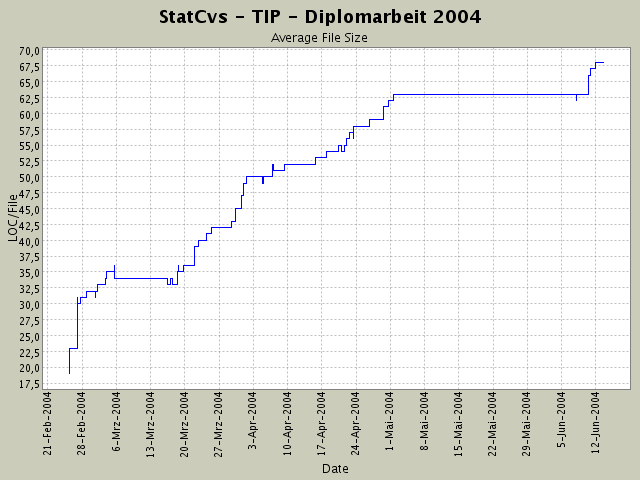 StatCvs - TIP - Diplomarbeit 2004
Average File Size
70,0
67,5
65,0
62,5
60,0
57,5
55,0
52,5
50,0
47,5
45,0
42,5
40,0
37,5
35,0
32,5
30,0
27,5
25,0
22,5
20,0
17,5
LOC/File
21-Feb-2004
28-Feb-2004
6-Mrz-2004
13-Mrz-2004
20-Mrz-2004
27-Mrz-2004
3-Apr-2004
10-Apr-2004
17-Apr-2004
24-Apr-2004
1-Mai-2004
8-Mai-2004
15-Mai-2004
22-Mai-2004
29-Mai-2004
5-Jun-2004
12-Jun-2004
Date